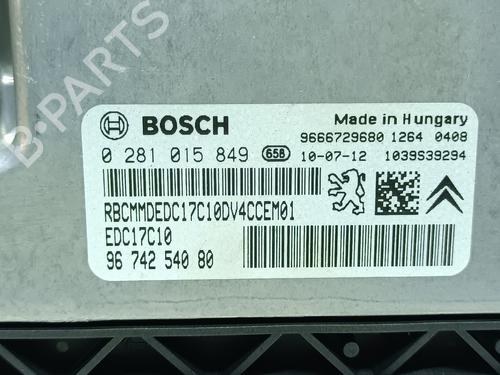 B-PARTS
BOSCH
Made in Hungary
9666729680 1264 0408
0 281 015 849 658 10-07-12 1039S39294
RBCMMDEDC17C10DV4CCEM01
EDC17C10
96 742 540 80